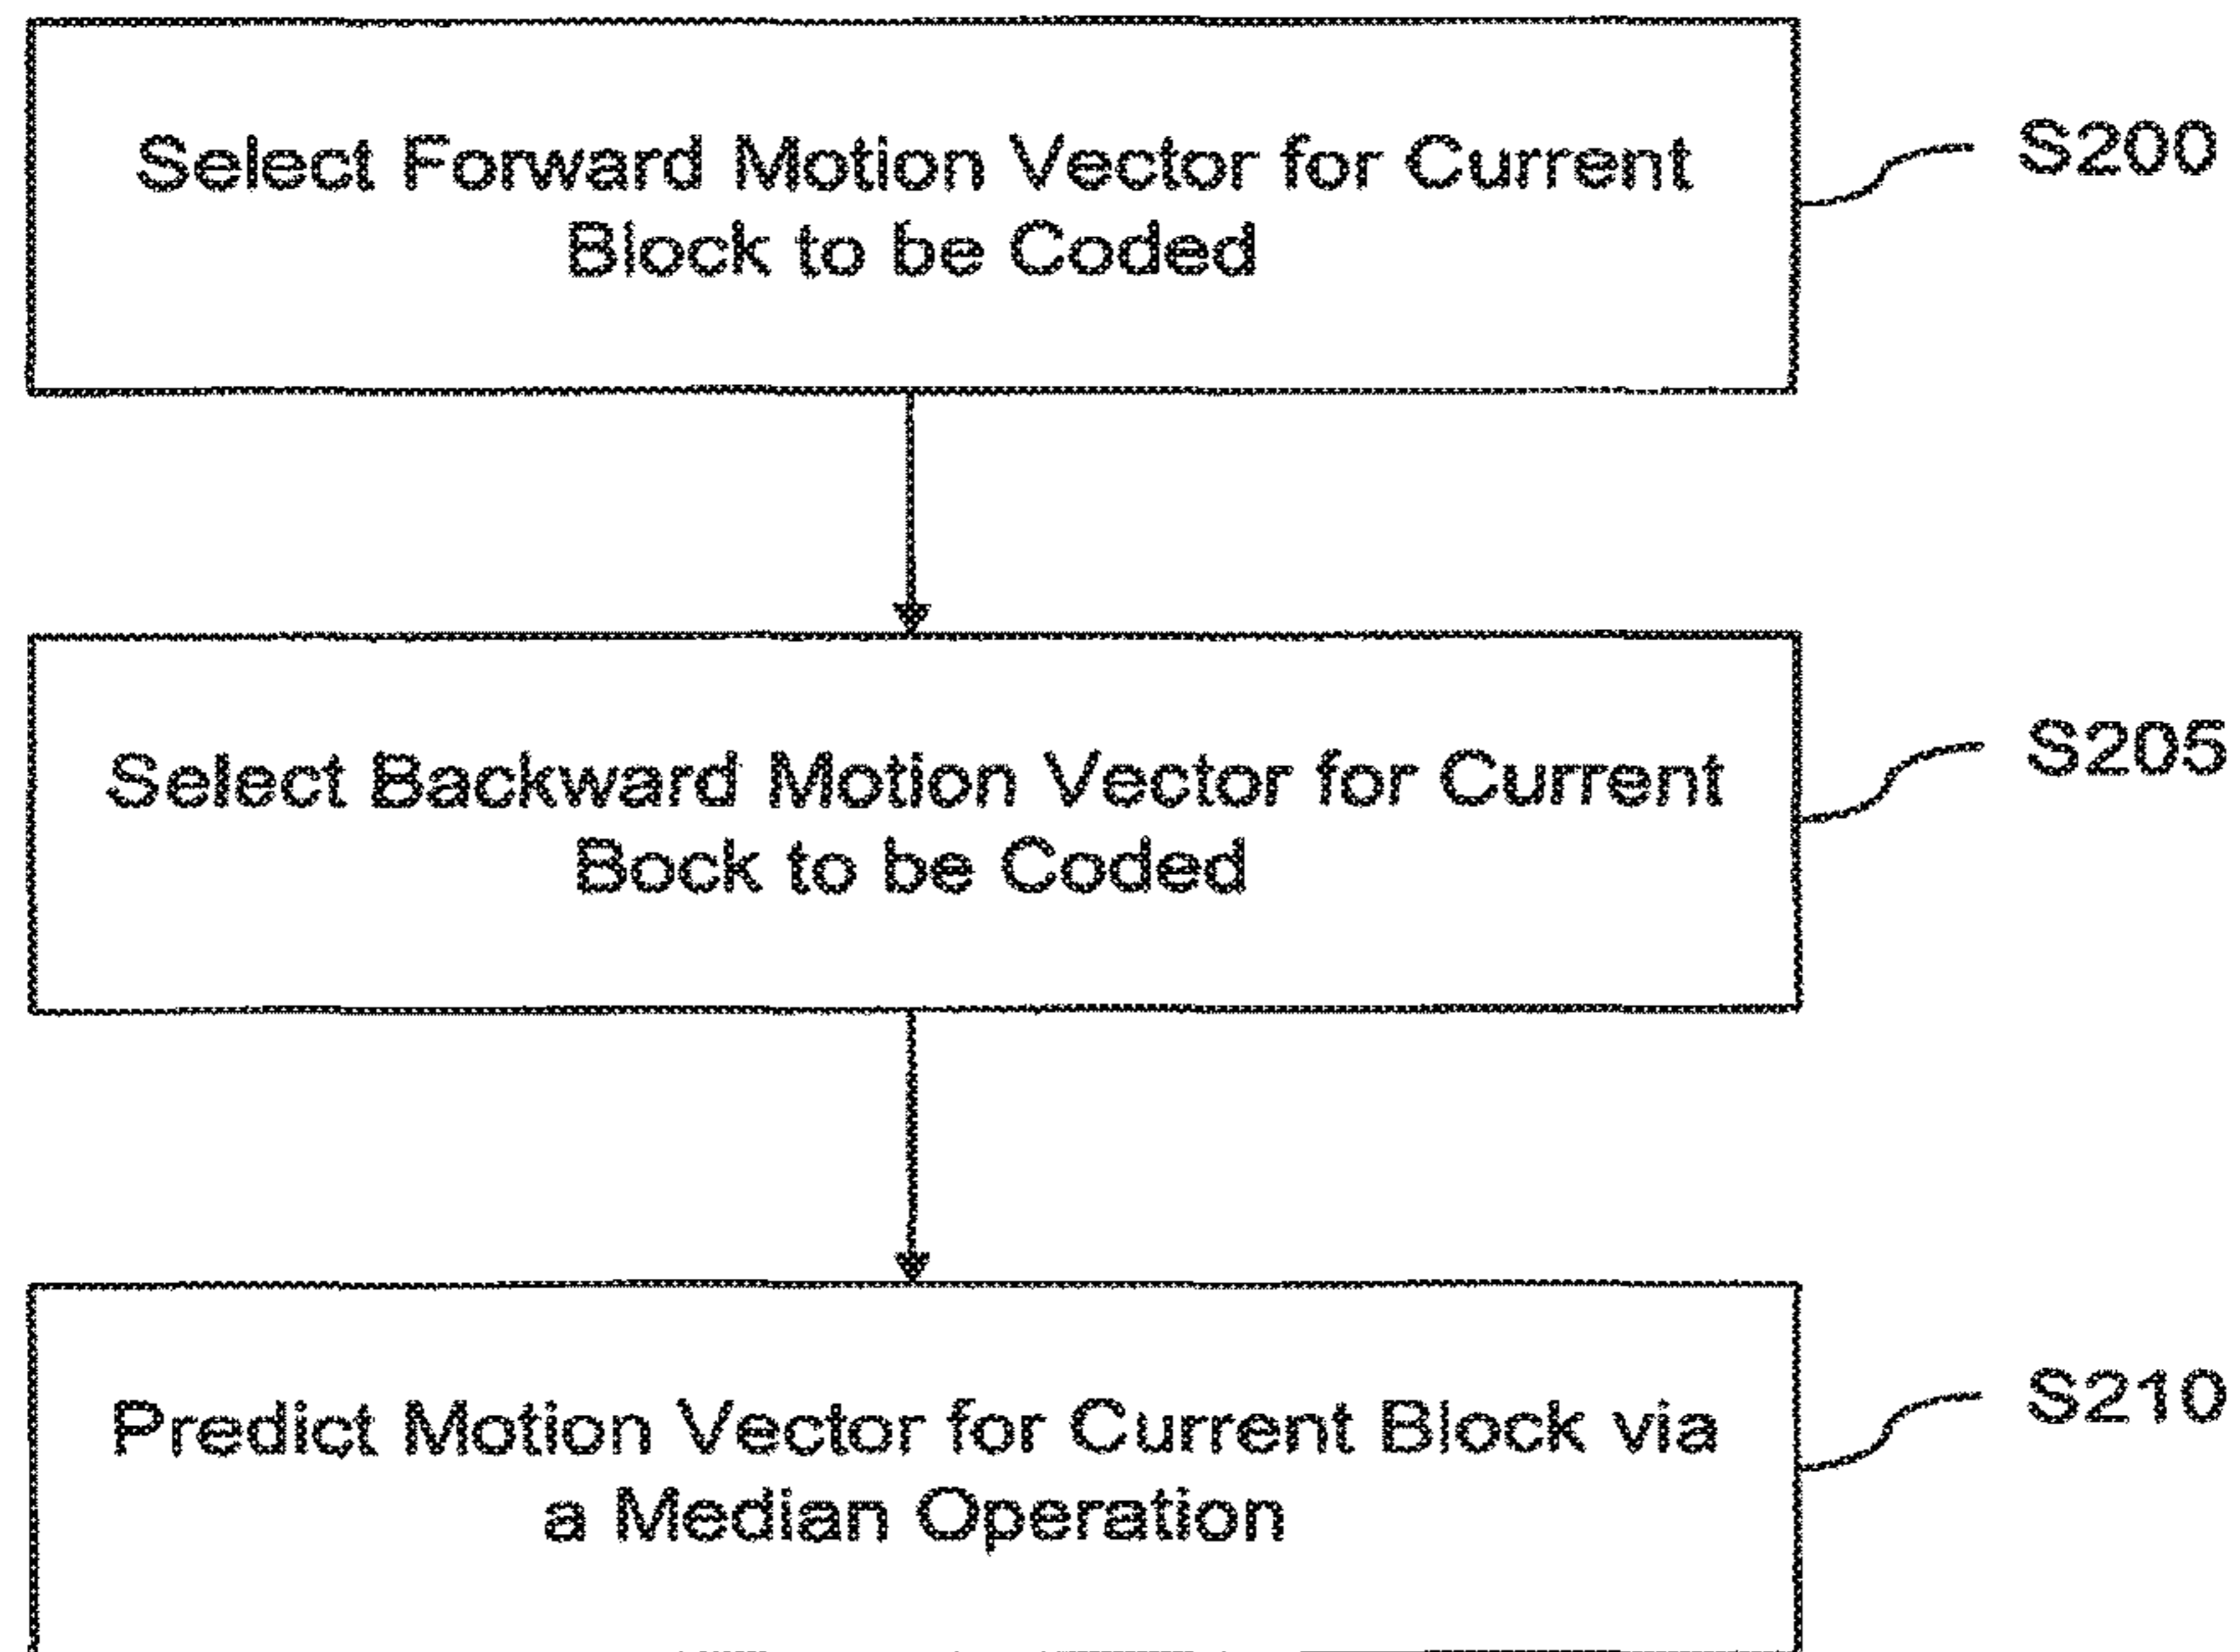 Select Forward Motion Vector for Current
Block to be Coded
S200
Select Backward Motion Vector for Current
Bock to be Coded
S205
Predict Motion Vector for Current Block via
a Median Operation
S210